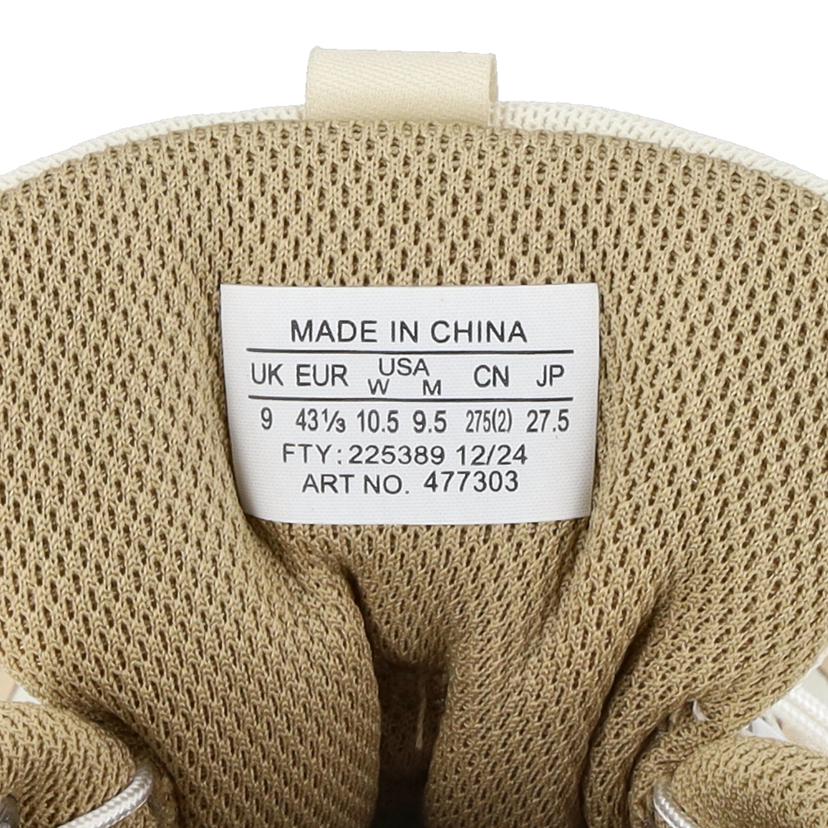 MADE IN CHINA
UK EUR USA W M CN JP
9 43⅓ 10.5 9.5 275(2) 27.5
FTY: 225389 12/24
ART NO. 477303